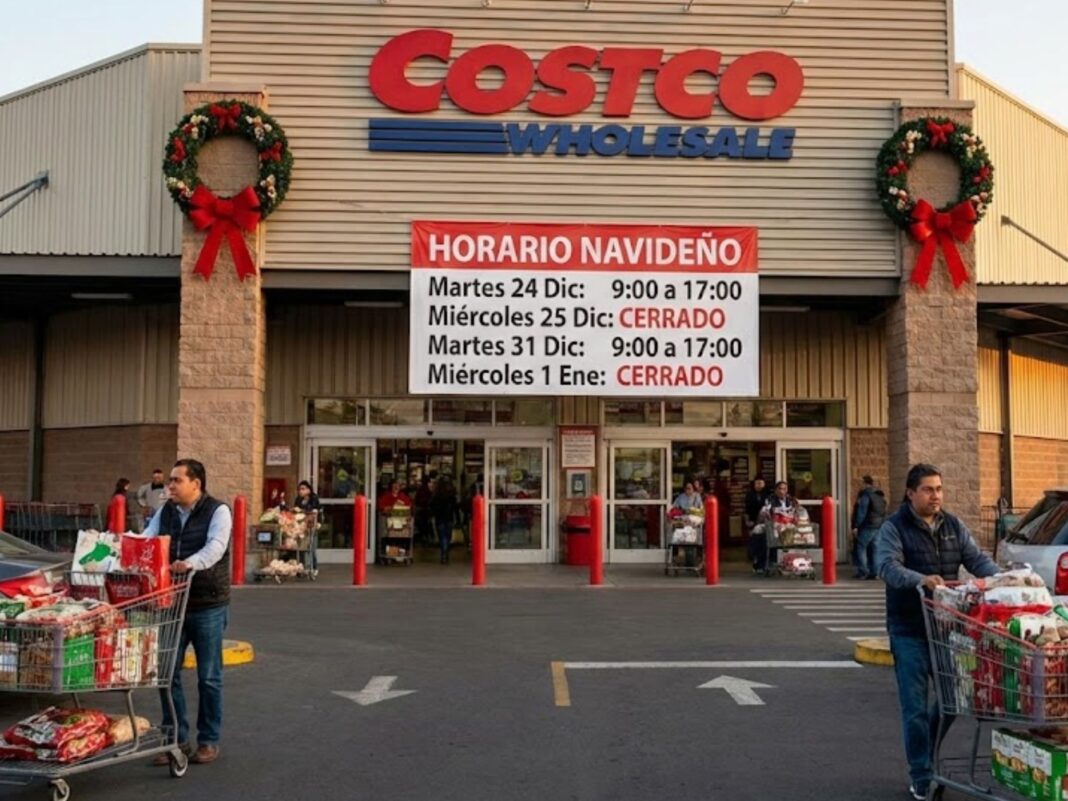 COSTCO
WHOLESALE
HORARIO NAVIDEÑO
Martes 24 Dic: 9:00 a 17:00
Miércoles 25 Dic: CERRADO
Martes 31 Dic: 9:00 a 17:00
Miércoles 1 Ene: CERRADO